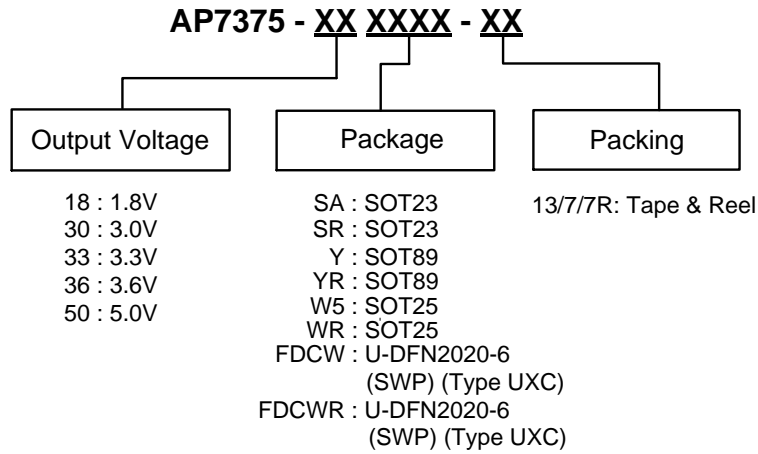 AP7375 - XX XXXX - XX
Output Voltage
18 : 1.8V
30 : 3.0V
33 : 3.3V
36 : 3.6V
50 : 5.0V
Package
SA : SOT23
SR : SOT23
Y : SOT89
YR : SOT89
W5 : SOT25
WR : SOT25
FDCW : U-DFN2020-6
(SWP) (Type UXC)
FDCWR : U-DFN2020-6
(SWP) (Type UXC)
Packing
13/7/7R: Tape & Reel